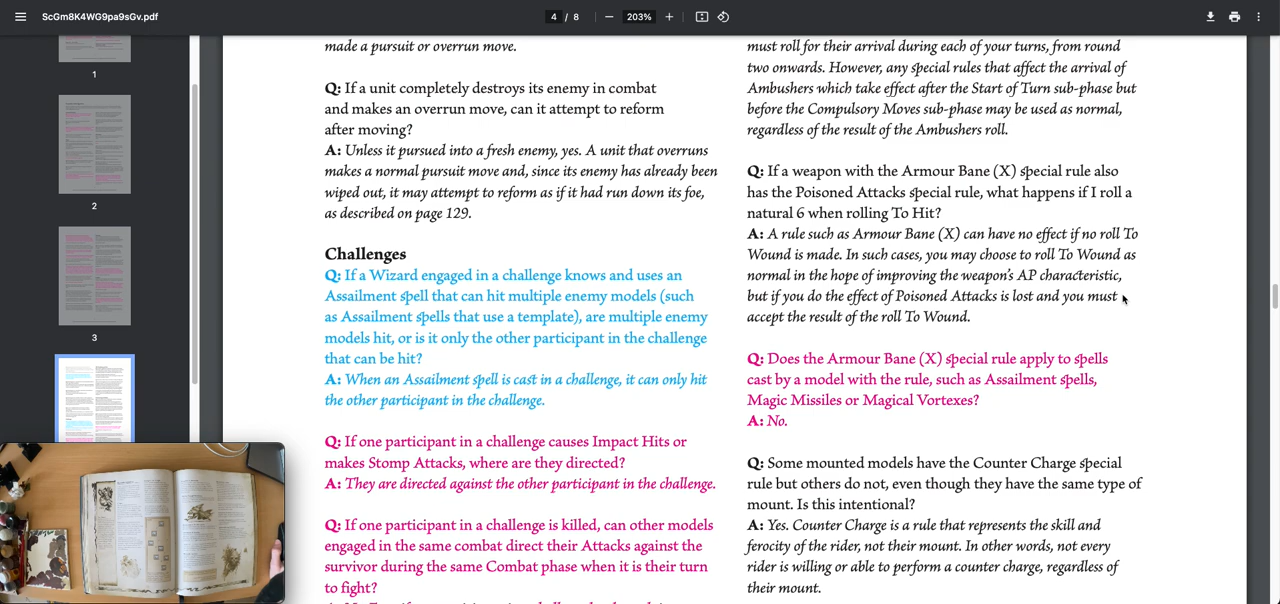 ScGm8K4WG9pa9sGv.pdf
4 / 8
203%
1
2
3
made a pursuit or overrun move.
Q: If a unit completely destroys its enemy in combat
and makes an overrun move, can it attempt to reform
after moving?
A: Unless it pursued into a fresh enemy, yes. A unit that overruns
makes a normal pursuit move and, since its enemy has already been
wiped out, it may attempt to reform as if it had run down its foe,
as described on page 129.
Challenges
Q: If a Wizard engaged in a challenge knows and uses an
Assailment spell that can hit multiple enemy models (such
as Assailment spells that use a template), are multiple enemy
models hit, or is it only the other participant in the challenge
that can be hit?
A: When an Assailment spell is cast in a challenge, it can only hit
the other participant in the challenge.
Q: If one participant in a challenge causes Impact Hits or
makes Stomp Attacks, where are they directed?
A: They are directed against the other participant in the challenge.
Q: If one participant in a challenge is killed, can other models
engaged in the same combat direct their Attacks against the
survivor during the same Combat phase when it is their turn
to fight?
must roll for their arrival during each of your turns, from round
two onwards. However, any special rules that affect the arrival of
Ambushers which take effect after the Start of Turn sub-phase but
before the Compulsory Moves sub-phase may be used as normal,
regardless of the result of the Ambushers roll.
Q: If a weapon with the Armour Bane (X) special rule also
has the Poisoned Attacks special rule, what happens if I roll a
natural 6 when rolling To Hit?
A: A rule such as Armour Bane (X) can have no effect if no roll To
Wound is made. In such cases, you may choose to roll To Wound as
normal in the hope of improving the weapon's AP characteristic,
but if you do the effect of Poisoned Attacks is lost and you must
accept the result of the roll To Wound.
Q: Does the Armour Bane (X) special rule apply to spells
cast by a model with the rule, such as Assailment spells,
Magic Missiles or Magical Vortexes?
A: No.
Q: Some mounted models have the Counter Charge special
rule but others do not, even though they have the same type of
mount. Is this intentional?
A: Yes. Counter Charge is a rule that represents the skill and
ferocity of the rider, not their mount. In other words, not every
rider is willing or able to perform a counter charge, regardless of
their mount.